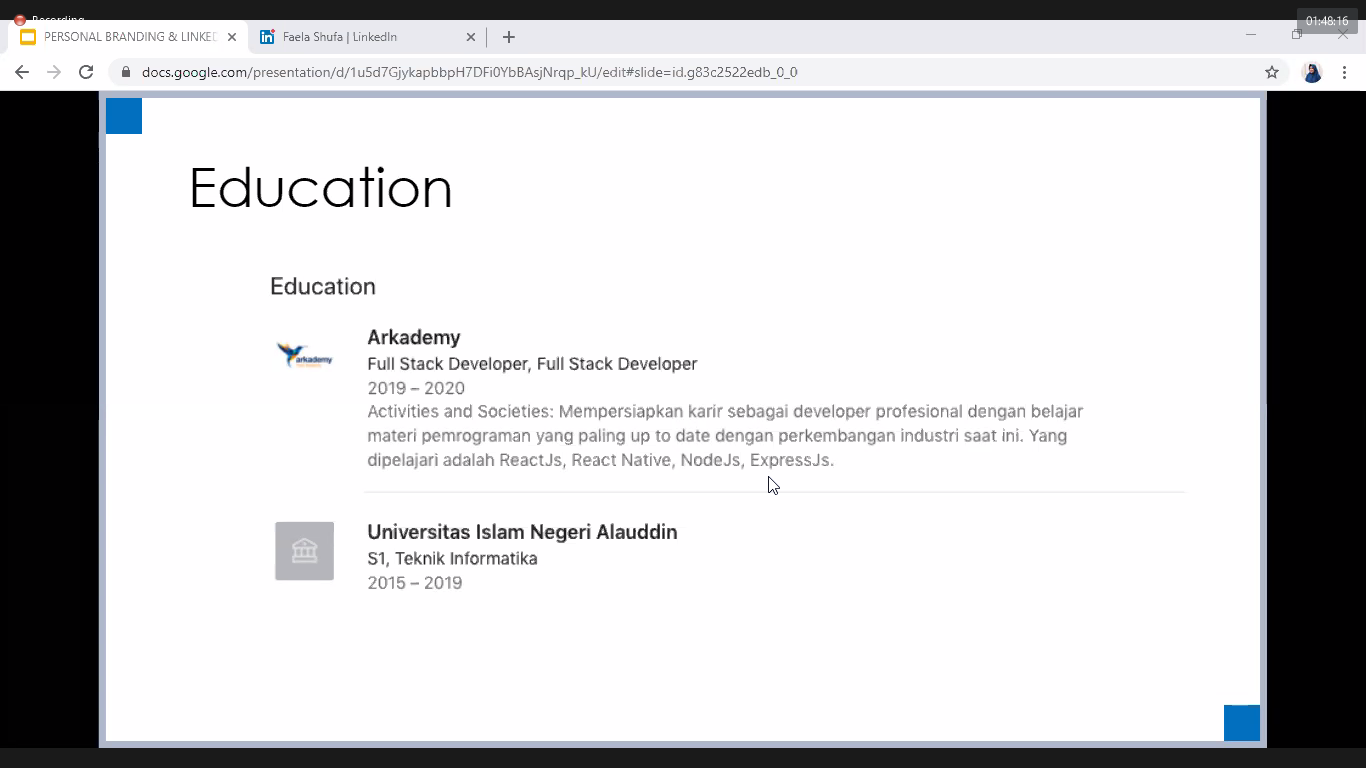 Recording
01:48:16
PERSONAL BRANDING & LINKED
Faela Shufa | LinkedIn
docs.google.com/presentation/d/1u5d7GjykapbbpH7DFi0YbBAsjNrqp_kU/edit#slide=id.g83c2522edb_0_0
Education
Education
arkademy
Arkademy
Full Stack Developer, Full Stack Developer
2019 – 2020
Activities and Societies: Mempersiapkan karir sebagai developer profesional dengan belajar
materi pemrograman yang paling up to date dengan perkembangan industri saat ini. Yang
dipelajari adalah ReactJs, React Native, NodeJs, ExpressJs.
Universitas Islam Negeri Alauddin
S1, Teknik Informatika
2015 – 2019